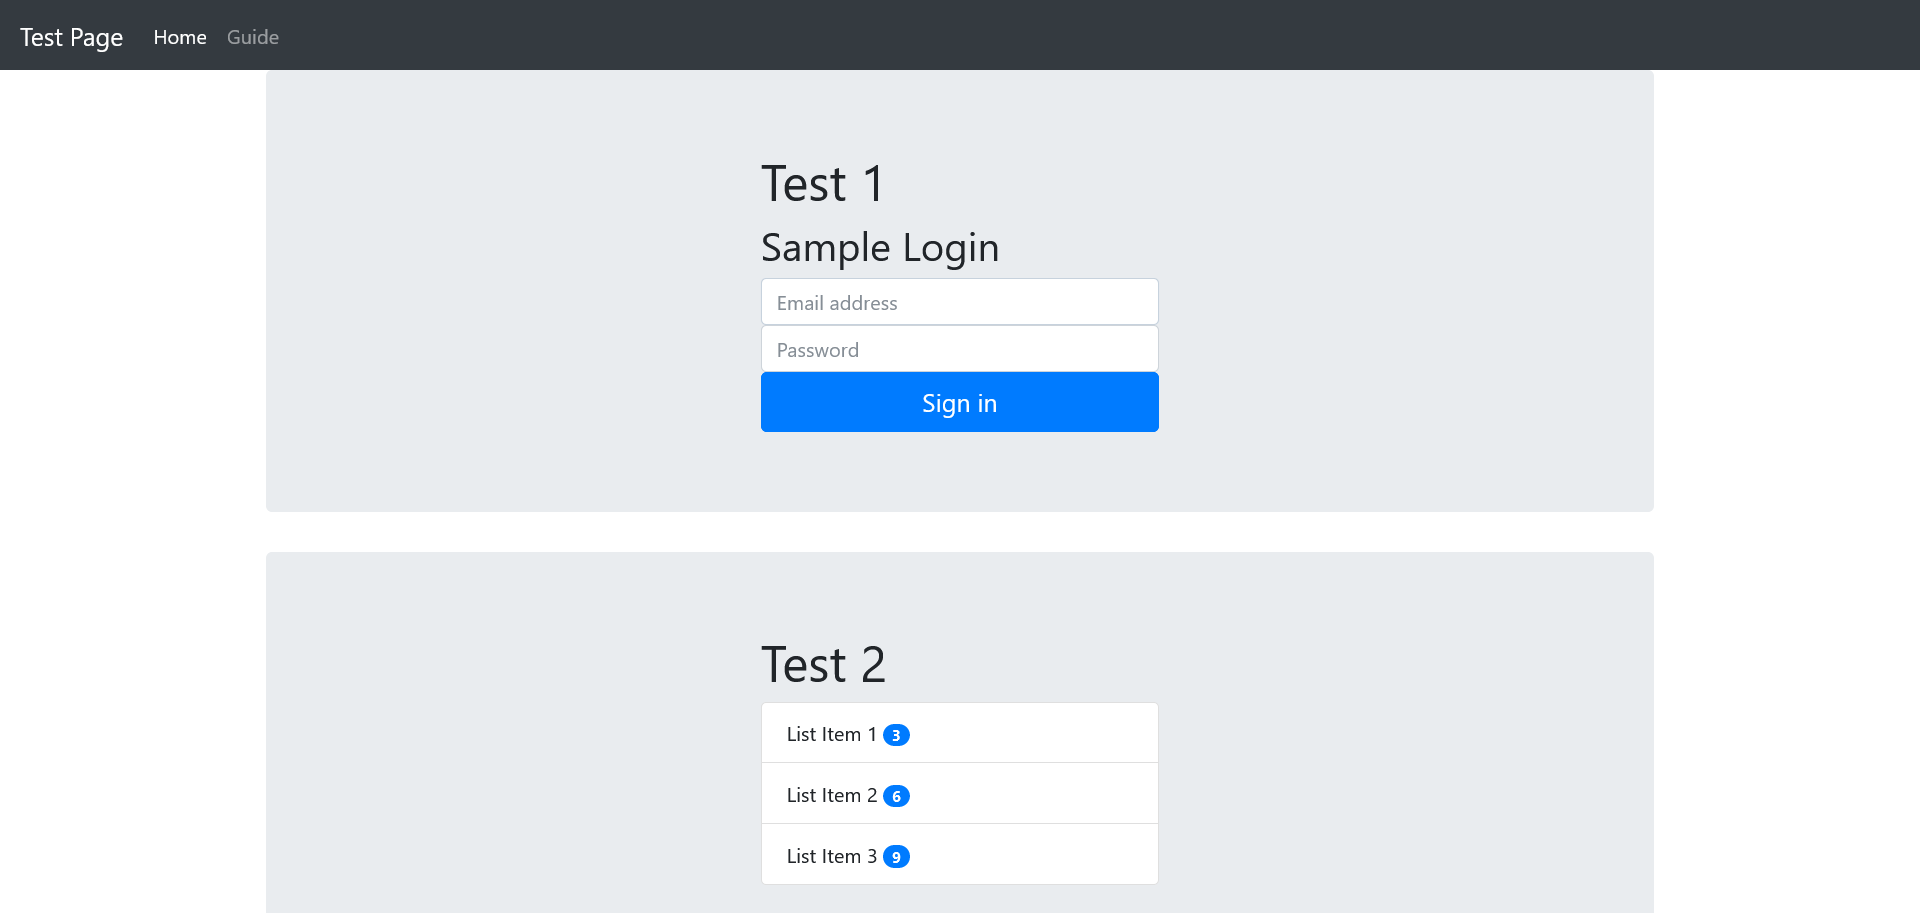 Test Page Home Guide
Test 1
Sample Login
Email address
Password
Sign in
Test 2
List Item 1 3
List Item 2 6
List Item 3 9